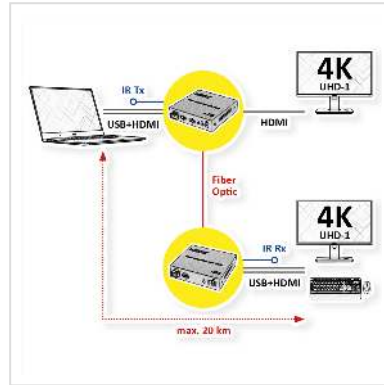 IR Tx
4K
UHD-1
USB+HDMI
HDMI
Fiber
Optic
4K
UHD-1
IR Rx
USB+HDMI
max. 20 km